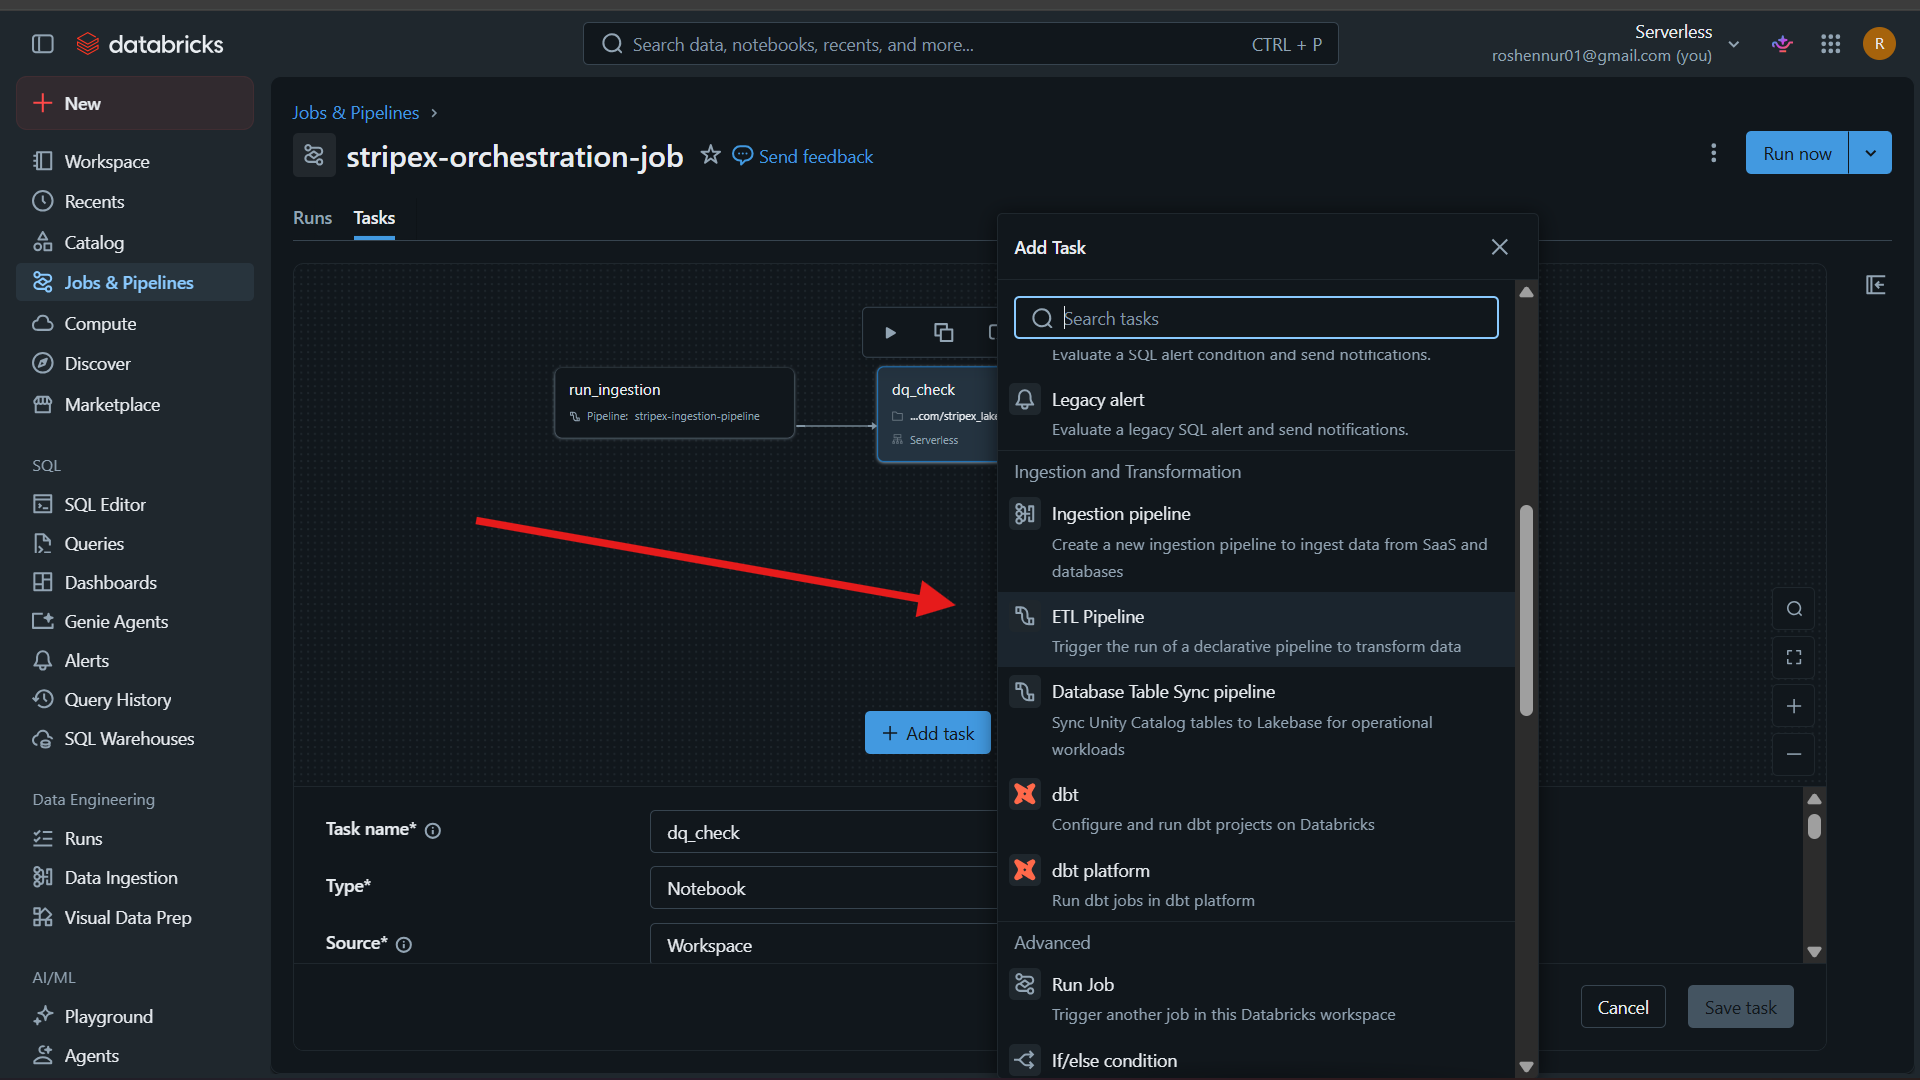 databricks
Search data, notebooks, recents, and more...
CTRL + P
Serverless
roshennur01@gmail.com (you)
R
New
Workspace
Recents
Catalog
Jobs & Pipelines
Compute
Discover
Marketplace
SQL
SQL Editor
Queries
Dashboards
Genie Agents
Alerts
Query History
SQL Warehouses
Data Engineering
Runs
Data Ingestion
Visual Data Prep
AI/ML
Playground
Agents
Jobs & Pipelines
stripex-orchestration-job
Send feedback
Run now
Runs
Tasks
run_ingestion
Pipeline: stripex-ingestion-pipeline
dq_check
...com/stripex_lake
Serverless
+ Add task
Task name*
dq_check
Type*
Notebook
Source*
Workspace
Add Task
Search tasks
Evaluate a SQL alert condition and send notifications.
Legacy alert
Evaluate a legacy SQL alert and send notifications.
Ingestion and Transformation
Ingestion pipeline
Create a new ingestion pipeline to ingest data from SaaS and
databases
ETL Pipeline
Trigger the run of a declarative pipeline to transform data
Database Table Sync pipeline
Sync Unity Catalog tables to Lakebase for operational
workloads
dbt
Configure and run dbt projects on Databricks
dbt platform
Run dbt jobs in dbt platform
Advanced
Run Job
Trigger another job in this Databricks workspace
If/else condition
Cancel
Save task